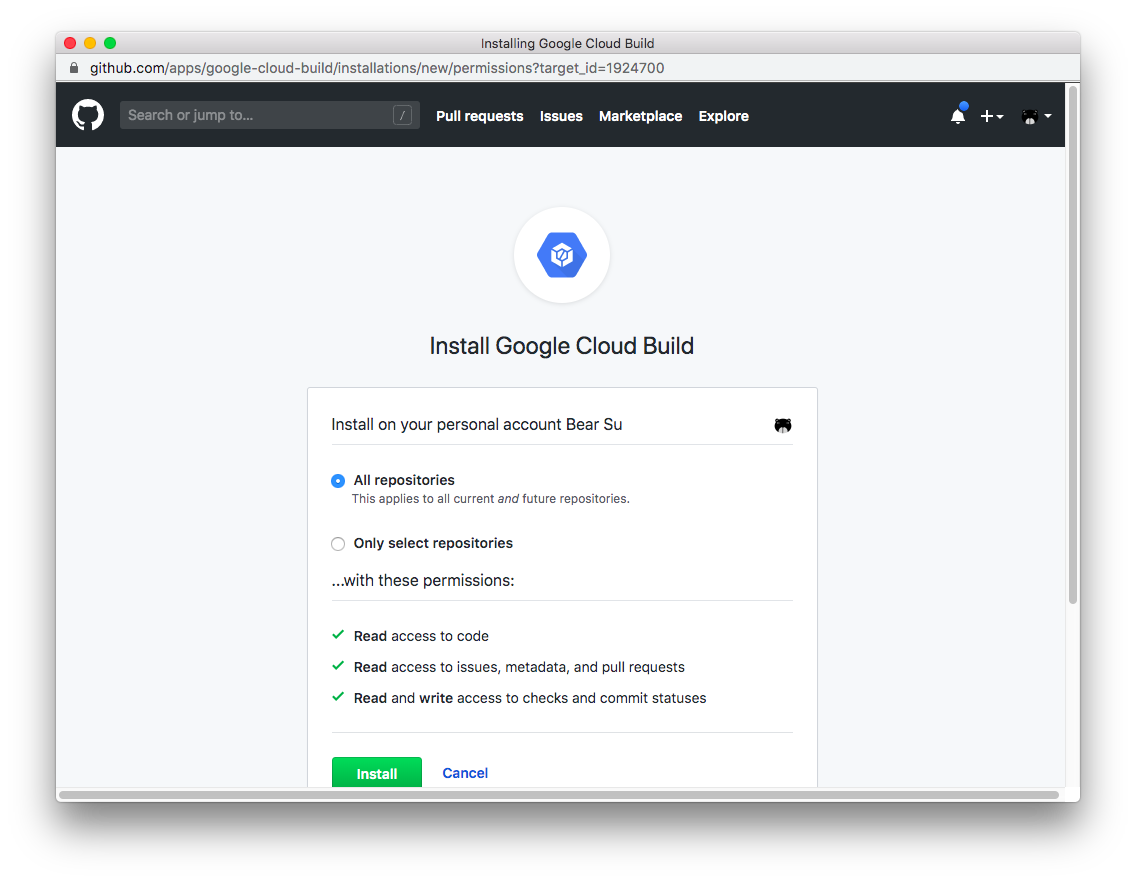 Installing Google Cloud Build
github.com/apps/google-cloud-build/installations/new/permissions?target_id=1924700
Search or jump to... / Pull requests Issues Marketplace Explore
Install Google Cloud Build
Install on your personal account Bear Su
All repositories
This applies to all current and future repositories.
Only select repositories
...with these permissions:
Read access to code
Read access to issues, metadata, and pull requests
Read and write access to checks and commit statuses
Install Cancel